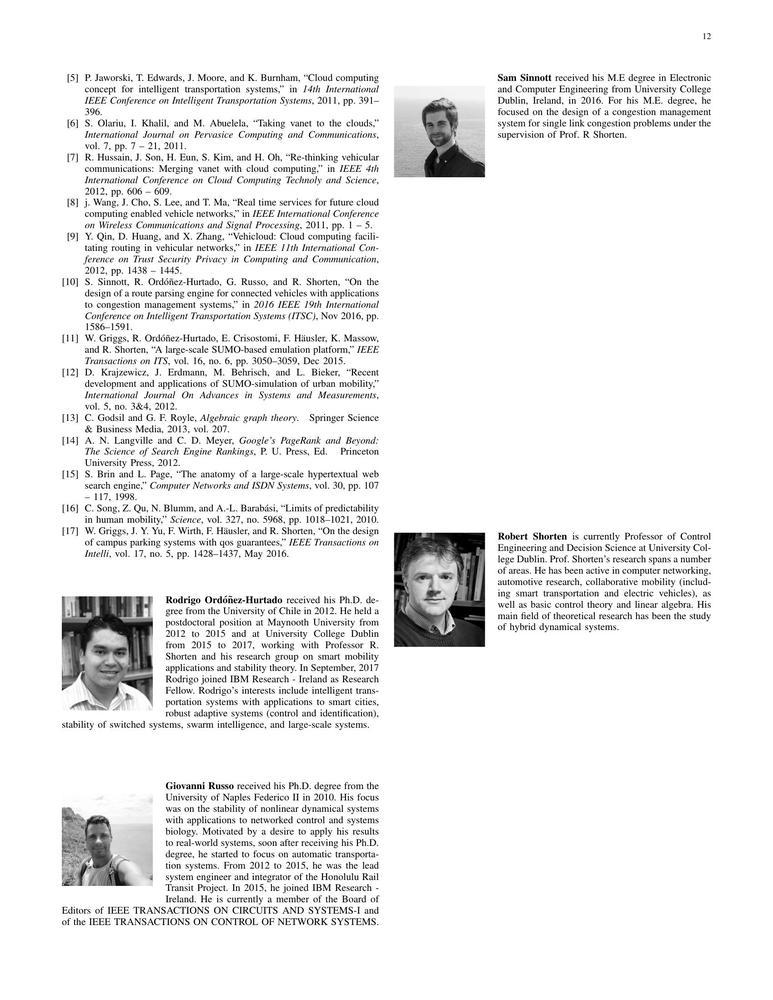 12
[5] P. Jaworski, T. Edwards, J. Moore, and K. Burnham, “Cloud computing
concept for intelligent transportation systems,” in 14th International
IEEE Conference on Intelligent Transportation Systems, 2011, pp. 391–
396.
[6] S. Olariu, I. Khalil, and M. Abuelela, “Taking vanet to the clouds,”
International Journal on Pervasice Computing and Communications,
vol. 7, pp. 7 – 21, 2011.
[7] R. Hussain, J. Son, H. Eun, S. Kim, and H. Oh, “Re-thinking vehicular
communications: Merging vanet with cloud computing,” in IEEE 4th
International Conference on Cloud Computing Technoly and Science,
2012, pp. 606 – 609.
[8] j. Wang, J. Cho, S. Lee, and T. Ma, “Real time services for future cloud
computing enabled vehicle networks,” in IEEE International Conference
on Wireless Communications and Signal Processing, 2011, pp. 1 – 5.
[9] Y. Qin, D. Huang, and X. Zhang, “Vehicloud: Cloud computing facili-
tating routing in vehicular networks,” in IEEE 11th International Con-
ference on Trust Security Privacy in Computing and Communication,
2012, pp. 1438 – 1445.
[10] S. Sinnott, R. Ordóñez-Hurtado, G. Russo, and R. Shorten, “On the
design of a route parsing engine for connected vehicles with applications
to congestion management systems,” in 2016 IEEE 19th International
Conference on Intelligent Transportation Systems (ITSC), Nov 2016, pp.
1586–1591.
[11] W. Griggs, R. Ordóñez-Hurtado, E. Crisostomi, F. Häusler, K. Massow,
and R. Shorten, “A large-scale SUMO-based emulation platform,” IEEE
Transactions on ITS, vol. 16, no. 6, pp. 3050–3059, Dec 2015.
[12] D. Krajzewicz, J. Erdmann, M. Behrisch, and L. Bieker, “Recent
development and applications of SUMO-simulation of urban mobility,”
International Journal On Advances in Systems and Measurements,
vol. 5, no. 3&4, 2012.
[13] C. Godsil and G. F. Royle, Algebraic graph theory. Springer Science
& Business Media, 2013, vol. 207.
[14] A. N. Langville and C. D. Meyer, Google's PageRank and Beyond:
The Science of Search Engine Rankings, P. U. Press, Ed. Princeton
University Press, 2012.
[15] S. Brin and L. Page, “The anatomy of a large-scale hypertextual web
search engine,” Computer Networks and ISDN Systems, vol. 30, pp. 107
– 117, 1998.
[16] C. Song, Z. Qu, N. Blumm, and A.-L. Barabási, “Limits of predictability
in human mobility,” Science, vol. 327, no. 5968, pp. 1018–1021, 2010.
[17] W. Griggs, J. Y. Yu, F. Wirth, F. Häusler, and R. Shorten, “On the design
of campus parking systems with qos guarantees,” IEEE Transactions on
Intelli, vol. 17, no. 5, pp. 1428–1437, May 2016.
Rodrigo Ordóñez-Hurtado received his Ph.D. de-
gree from the University of Chile in 2012. He held a
postdoctoral position at Maynooth University from
2012 to 2015 and at University College Dublin
from 2015 to 2017, working with Professor R.
Shorten and his research group on smart mobility
applications and stability theory. In September, 2017
Rodrigo joined IBM Research - Ireland as Research
Fellow. Rodrigo's interests include intelligent trans-
portation systems with applications to smart cities,
robust adaptive systems (control and identification),
stability of switched systems, swarm intelligence, and large-scale systems.
Giovanni Russo received his Ph.D. degree from the
University of Naples Federico II in 2010. His focus
was on the stability of nonlinear dynamical systems
with applications to networked control and systems
biology. Motivated by a desire to apply his results
to real-world systems, soon after receiving his Ph.D.
degree, he started to focus on automatic transporta-
tion systems. From 2012 to 2015, he was the lead
system engineer and integrator of the Honolulu Rail
Transit Project. In 2015, he joined IBM Research -
Ireland. He is currently a member of the Board of
Editors of IEEE TRANSACTIONS ON CIRCUITS AND SYSTEMS-I and
of the IEEE TRANSACTIONS ON CONTROL OF NETWORK SYSTEMS.
Sam Sinnott received his M.E degree in Electronic
and Computer Engineering from University College
Dublin, Ireland, in 2016. For his M.E. degree, he
focused on the design of a congestion management
system for single link congestion problems under the
supervision of Prof. R Shorten.
Robert Shorten is currently Professor of Control
Engineering and Decision Science at University Col-
lege Dublin. Prof. Shorten's research spans a number
of areas. He has been active in computer networking,
automotive research, collaborative mobility (includ-
ing smart transportation and electric vehicles), as
well as basic control theory and linear algebra. His
main field of theoretical research has been the study
of hybrid dynamical systems.